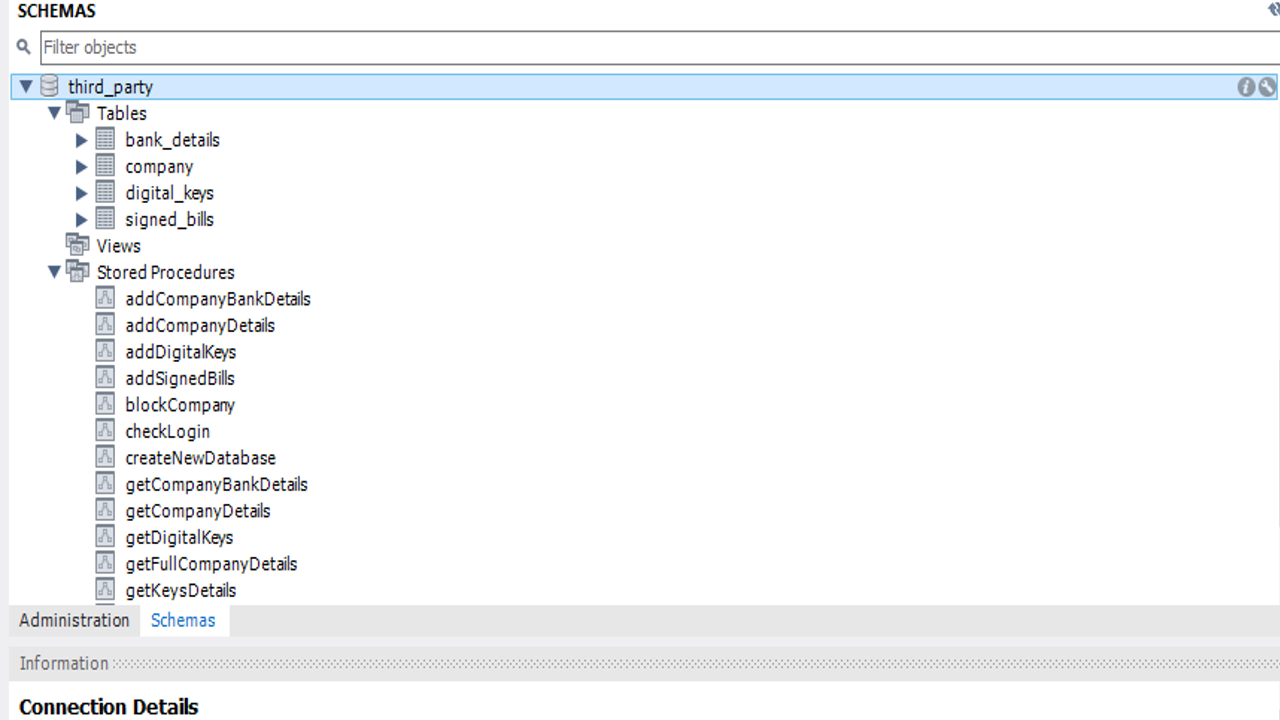 SCHEMAS
Filter objects
third_party
Tables
bank_details
company
digital_keys
signed_bills
Views
Stored Procedures
addCompanyBankDetails
addCompanyDetails
addDigitalKeys
addSignedBills
blockCompany
checkLogin
createNewDatabase
getCompanyBankDetails
getCompanyDetails
getDigitalKeys
getFullCompanyDetails
getKeysDetails
Administration Schemas
Information
Connection Details